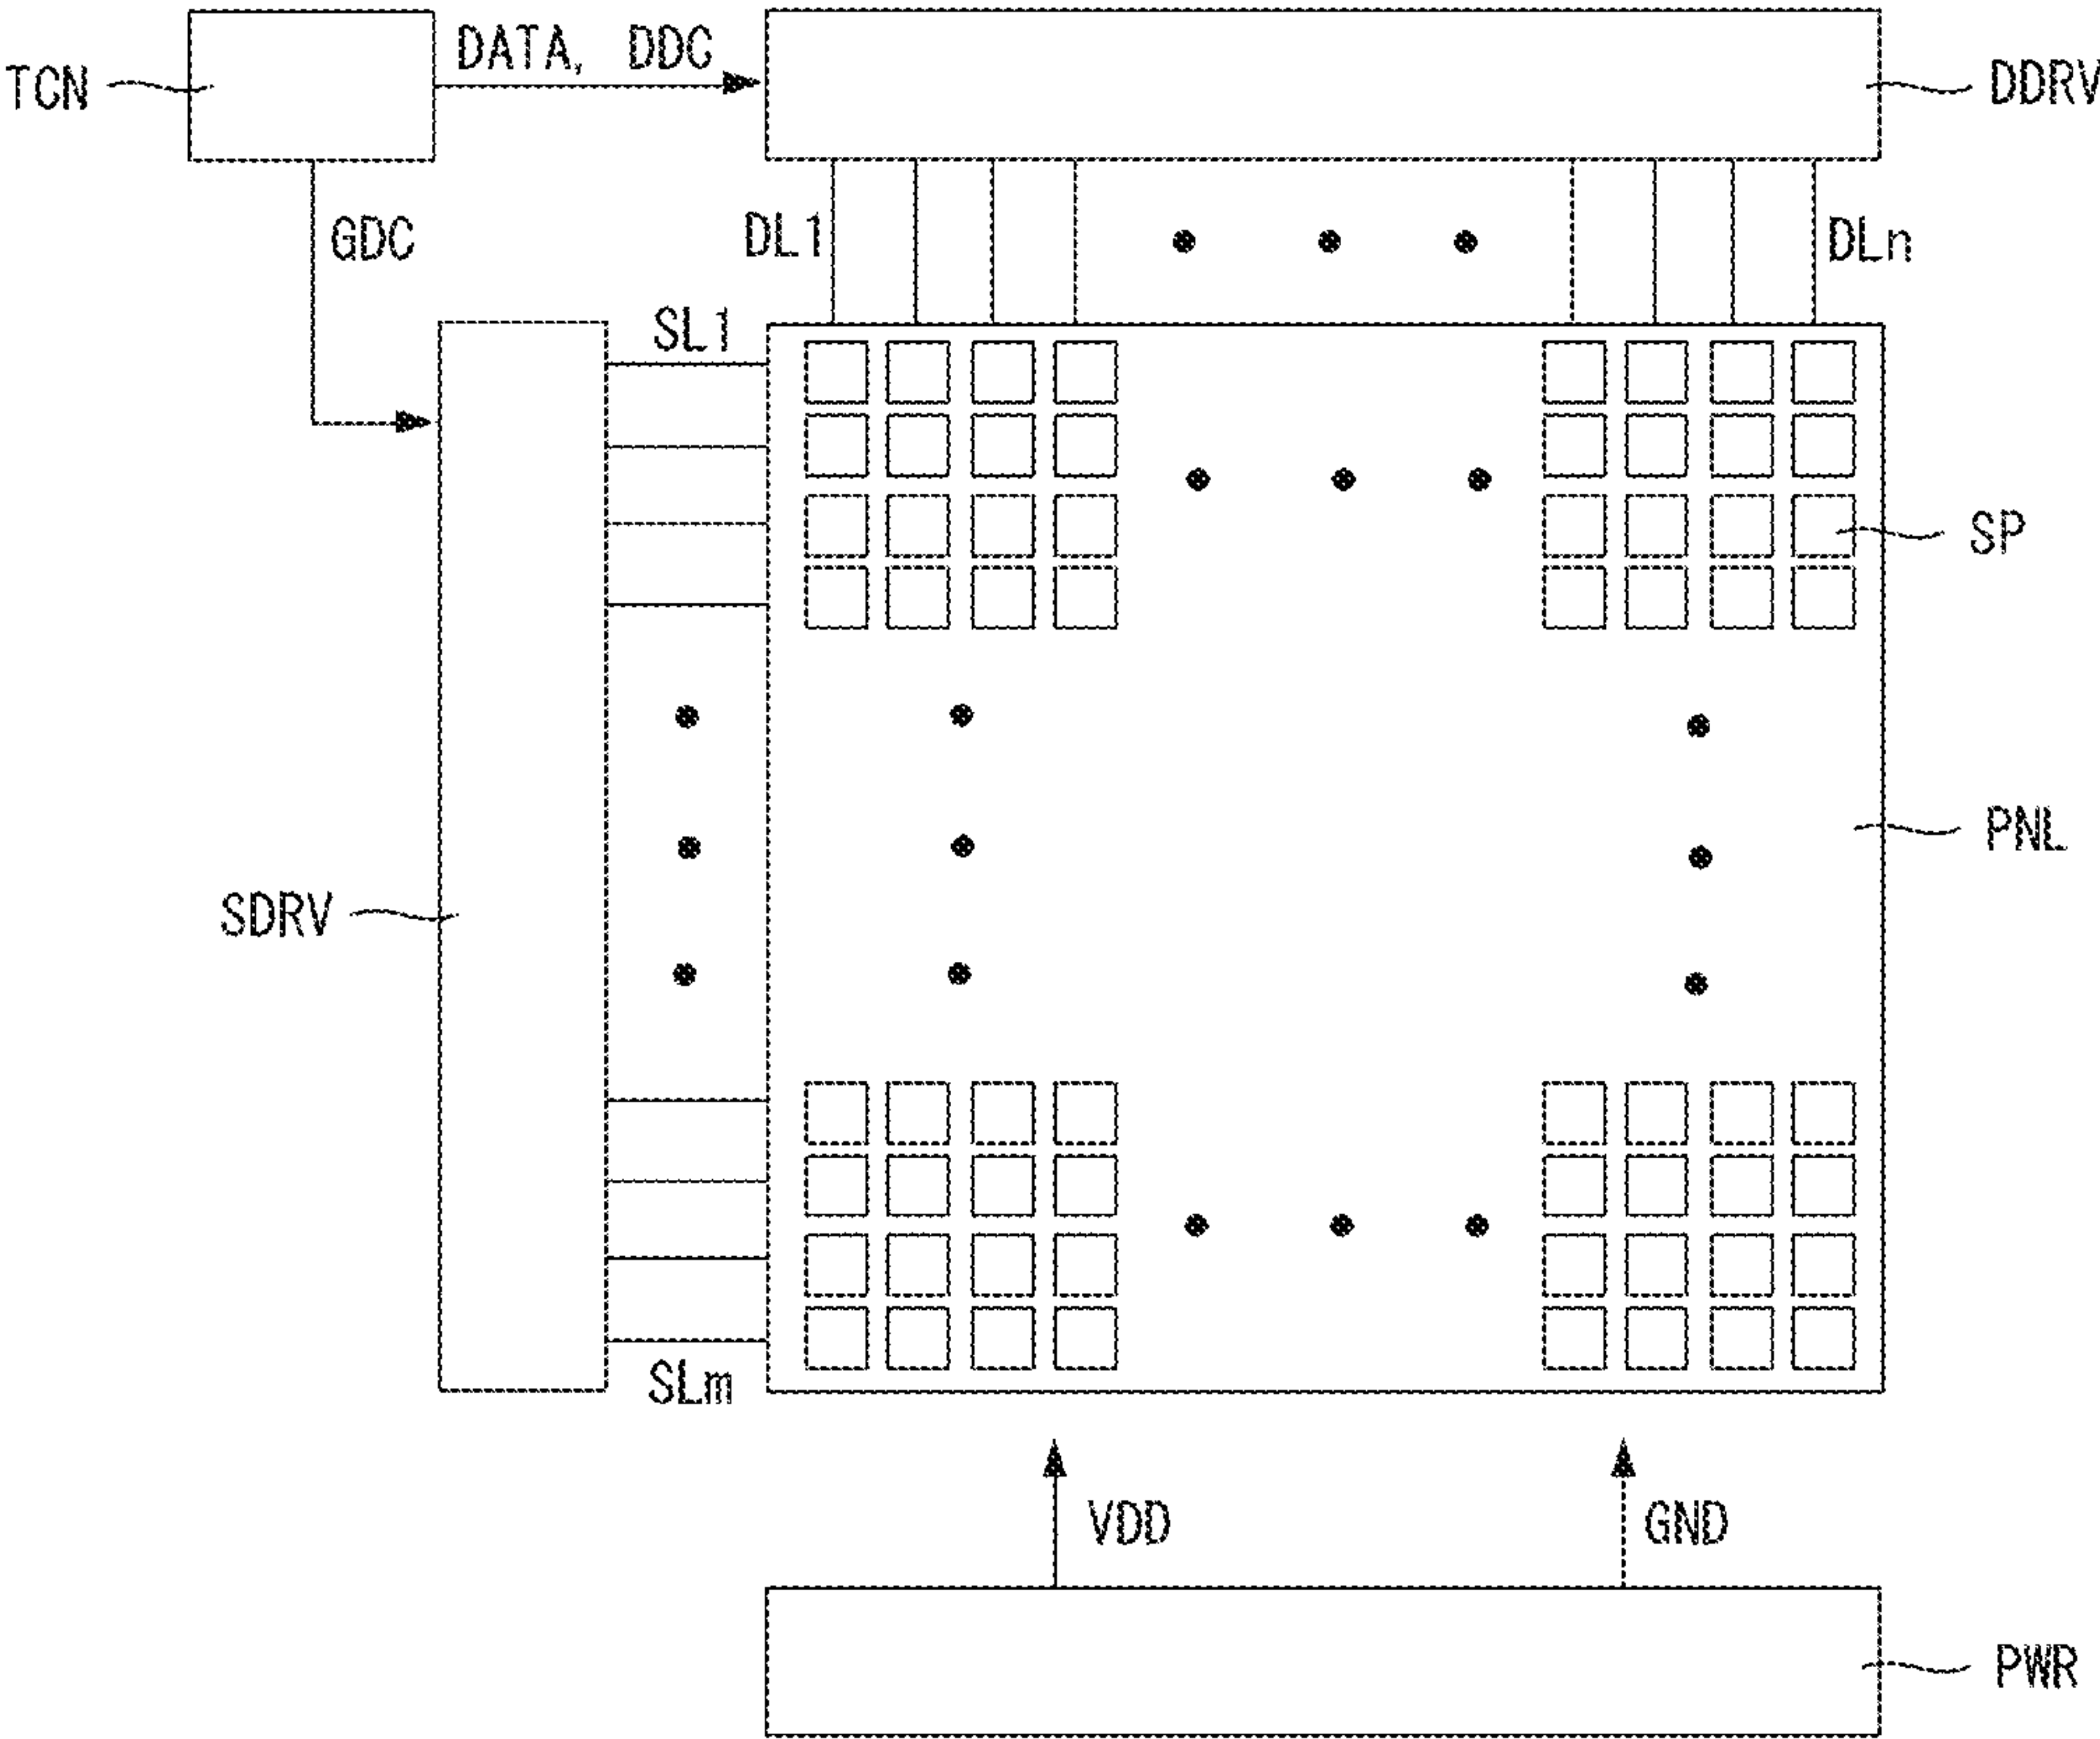 TCN
DATA, DDC
DDRV
GDC
DL1
DLn
SL1
SP
PNL
SDRV
SLm
VDD
GND
PWR